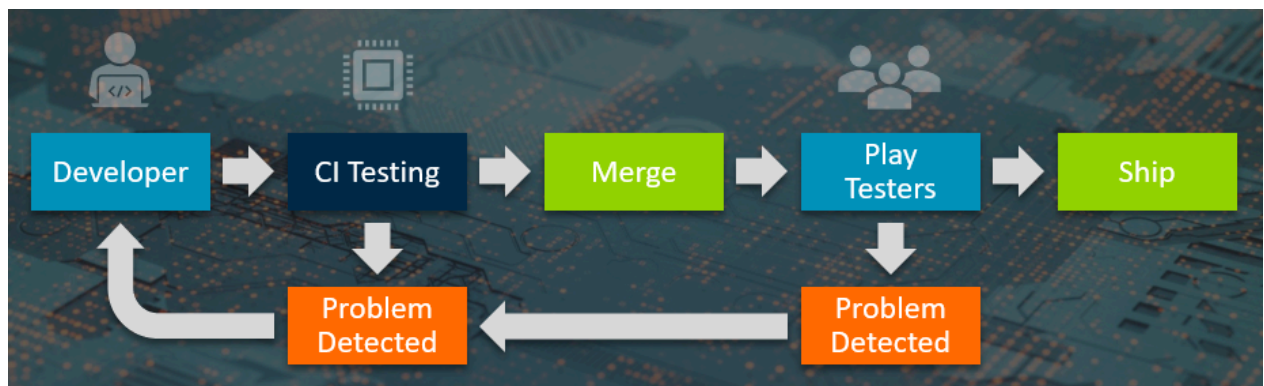 </>
Developer
CI Testing
Merge
Play
Testers
Ship
Problem
Detected
Problem
Detected